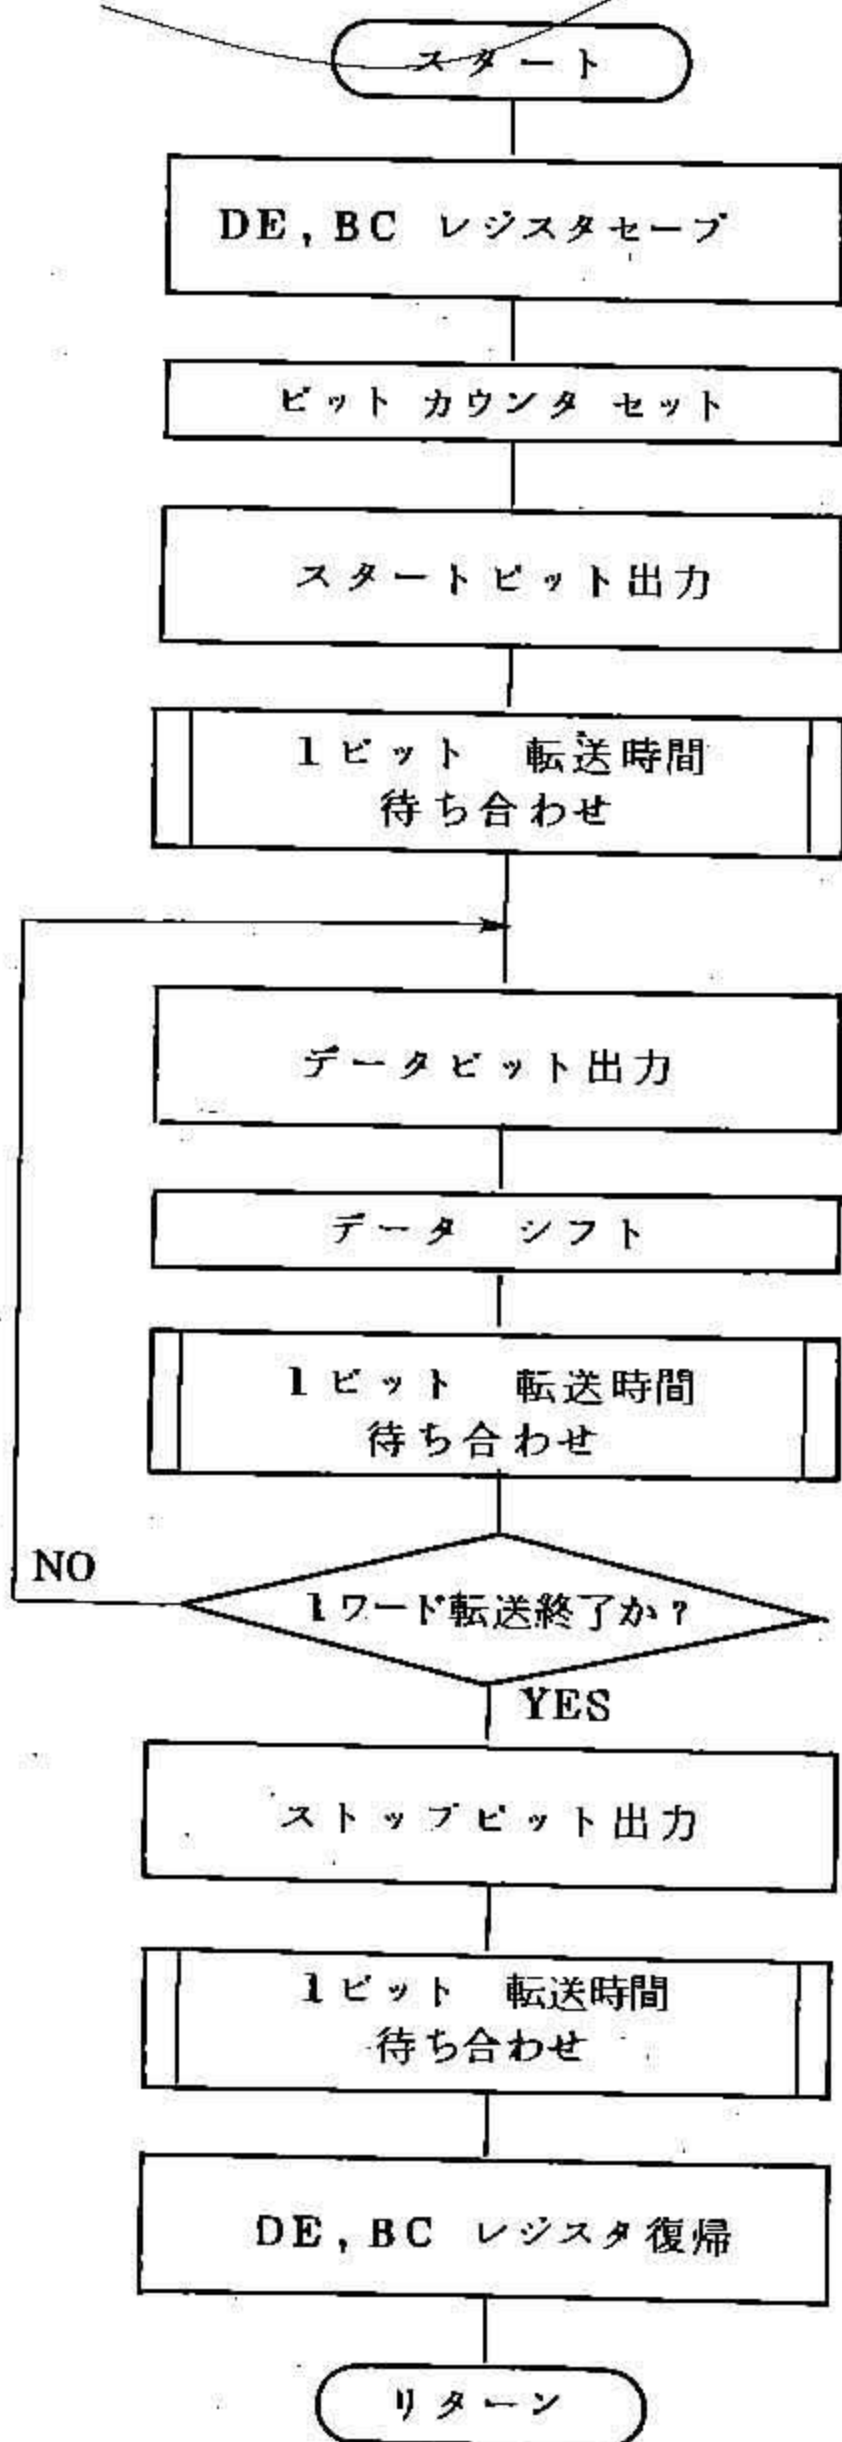 スタート
DE, BC レジスタセーブ
ビット カウンタ セット
スタートビット出力
1ビット 転送時間
待ち合わせ
データビット出力
データ シフト
1ビット 転送時間
待ち合わせ
NO
1ワード転送終了か?
YES
ストップビット出力
1ビット 転送時間
待ち合わせ
DE, BC レジスタ復帰
リターン